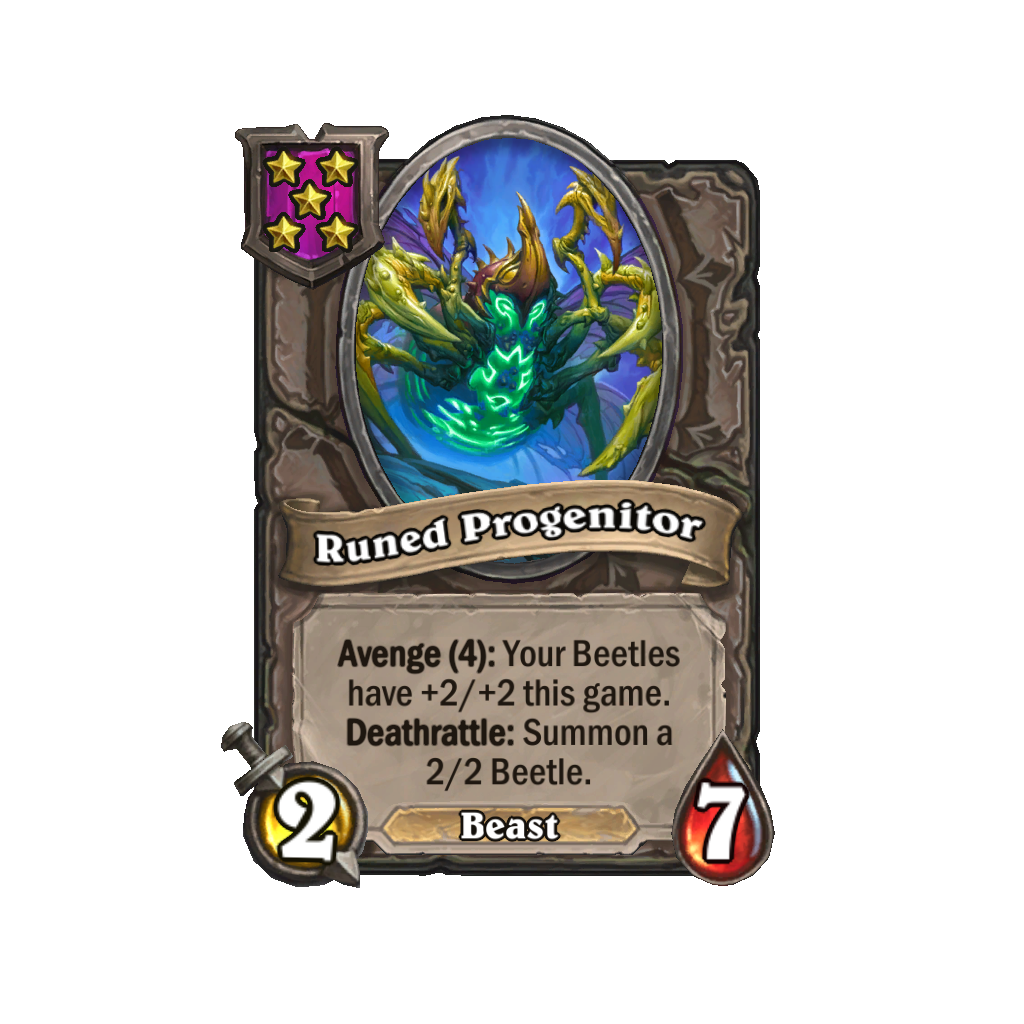 Runed Progenitor
Avenge (4): Your Beetles
have +2/+2 this game.
Deathrattle: Summon a
2/2 Beetle.
2
Beast
7